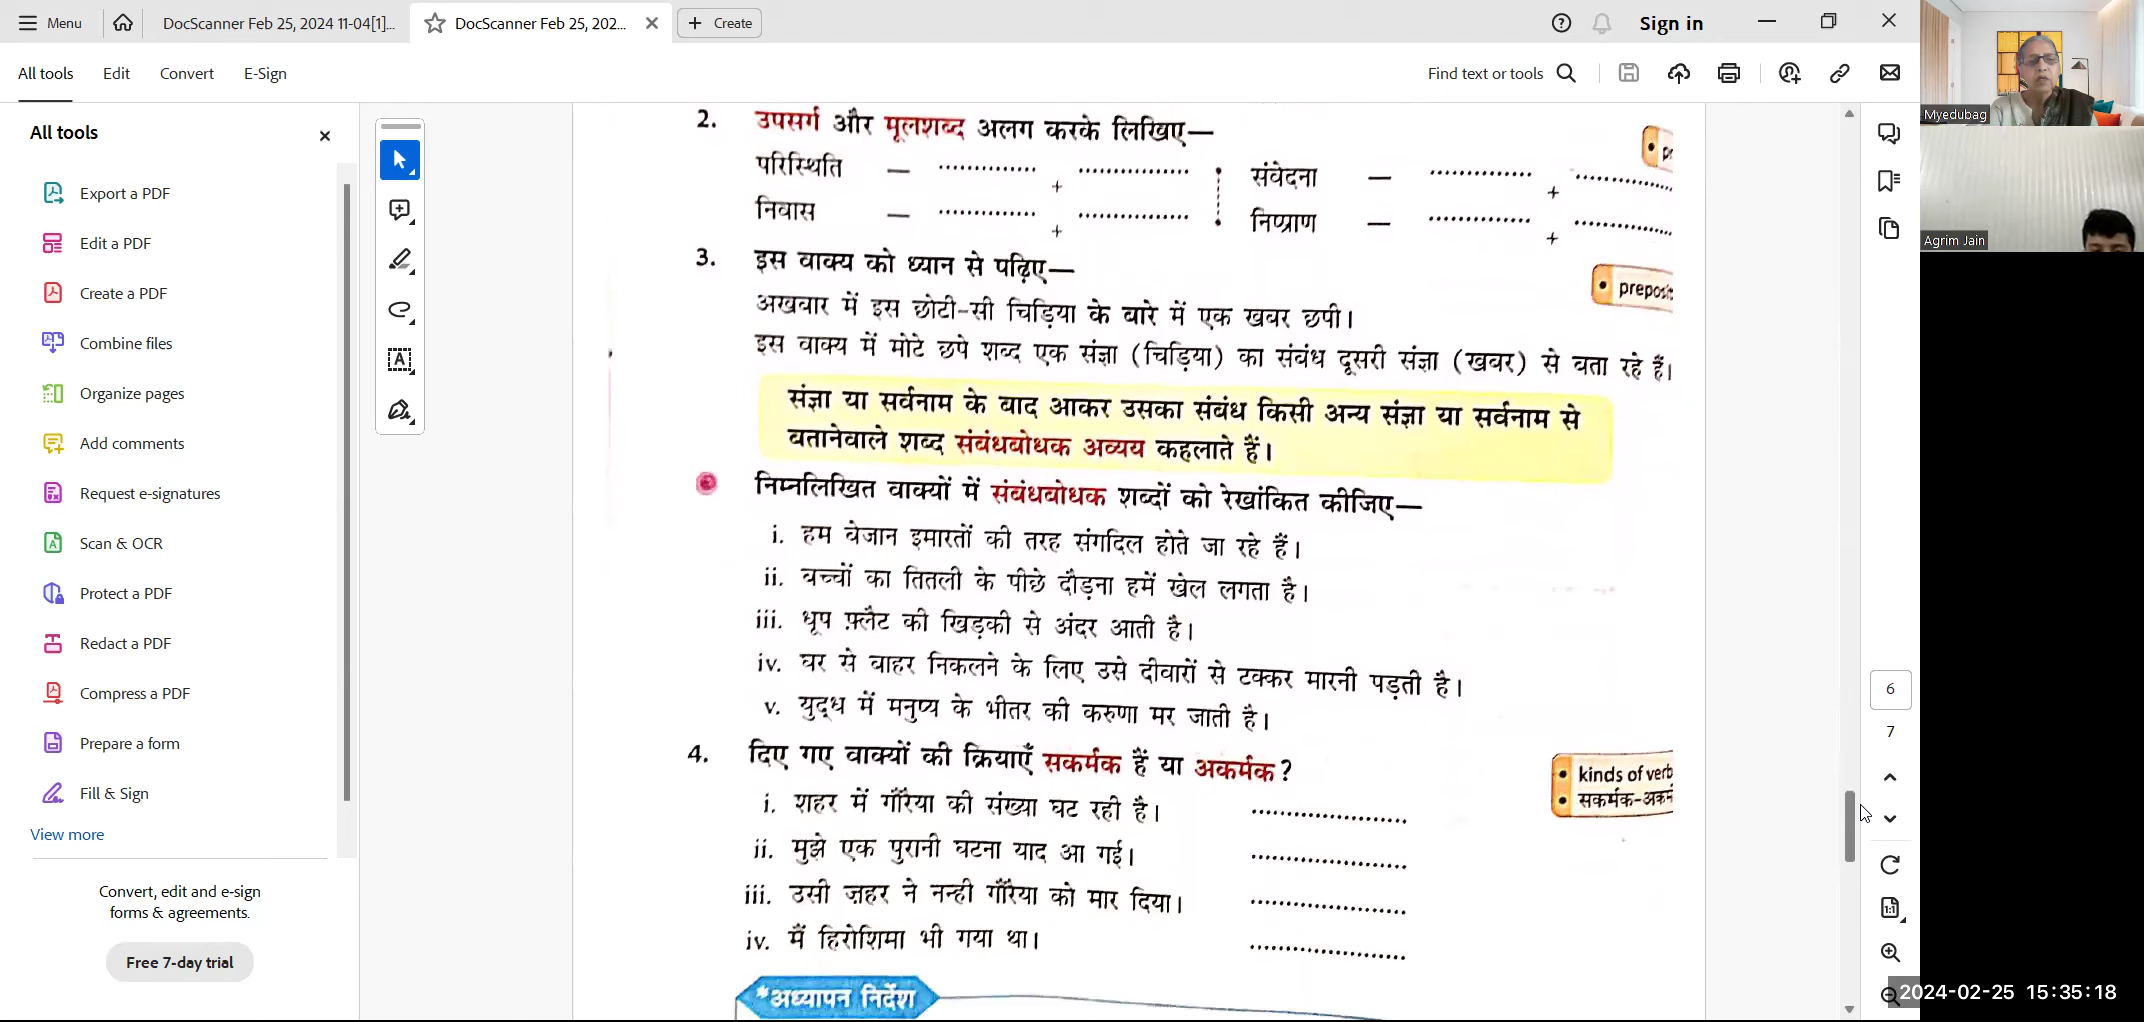 Menu
DocScanner Feb 25, 2024 11-04[1]...
DocScanner Feb 25, 202...
Create
Sign in
All tools
Edit
Convert
E-Sign
Find text or tools
All tools
Export a PDF
Edit a PDF
Create a PDF
Combine files
Organize pages
Add comments
Request e-signatures
Scan & OCR
Protect a PDF
Redact a PDF
Compress a PDF
Prepare a form
Fill & Sign
View more
Convert, edit and e-sign
forms & agreements.
Free 7-day trial
2. उपसर्ग और मूलशब्द अलग करके लिखिए—
परिस्थिति — .............. + ................ संवेदना — .............. + ..............
निवास — .............. + ................ निष्प्राण — .............. + ..............
3. इस वाक्य को ध्यान से पढ़िए—
अखबार में इस छोटी-सी चिड़िया के बारे में एक खबर छपी।
इस वाक्य में मोटे छपे शब्द एक संज्ञा (चिड़िया) का संबंध दूसरी संज्ञा (खबर) से बता रहे हैं।
संज्ञा या सर्वनाम के बाद आकर उसका संबंध किसी अन्य संज्ञा या सर्वनाम से
बतानेवाले शब्द संबंधबोधक अव्यय कहलाते हैं।
निम्नलिखित वाक्यों में संबंधबोधक शब्दों को रेखांकित कीजिए—
i. हम बेजान इमारतों की तरह संगदिल होते जा रहे हैं।
ii. बच्चों का तितली के पीछे दौड़ना हमें खेल लगता है।
iii. धूप फ़्लैट की खिड़की से अंदर आती है।
iv. घर से बाहर निकलने के लिए उसे दीवारों से टक्कर मारनी पड़ती है।
v. युद्ध में मनुष्य के भीतर की करुणा मर जाती है।
4. दिए गए वाक्यों की क्रियाएँ सकर्मक हैं या अकर्मक?
i. शहर में गौरैया की संख्या घट रही है। ......................
ii. मुझे एक पुरानी घटना याद आ गई। ......................
iii. उसी ज़हर ने नन्ही गौरैया को मार दिया। ......................
iv. मैं हिरोशिमा भी गया था। ......................
*अध्यापन निर्देश
• pr
• preposit
• kinds of verb
• सकर्मक-अकर्म
6
7
Myedubag
Agrim Jain
2024-02-25 15:35:18